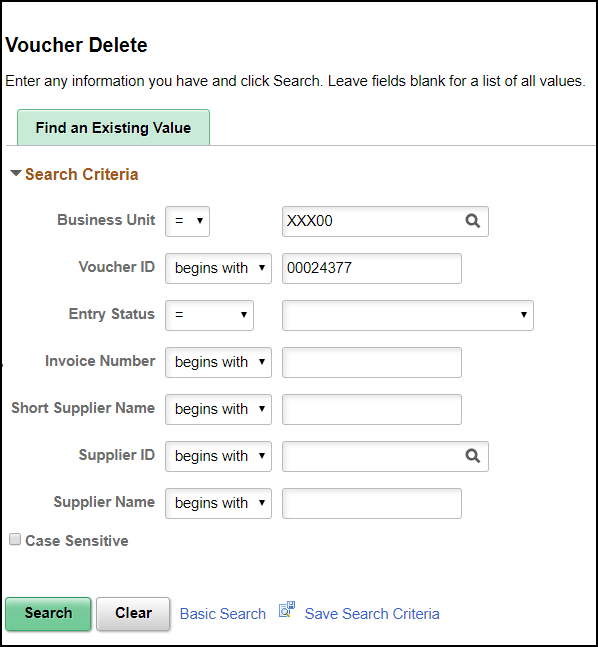 Voucher Delete
Enter any information you have and click Search. Leave fields blank for a list of all values.
Find an Existing Value
Search Criteria
Business Unit = XXX00
Voucher ID begins with 00024377
Entry Status =
Invoice Number begins with
Short Supplier Name begins with
Supplier ID begins with
Supplier Name begins with
Case Sensitive
Search Clear Basic Search Save Search Criteria